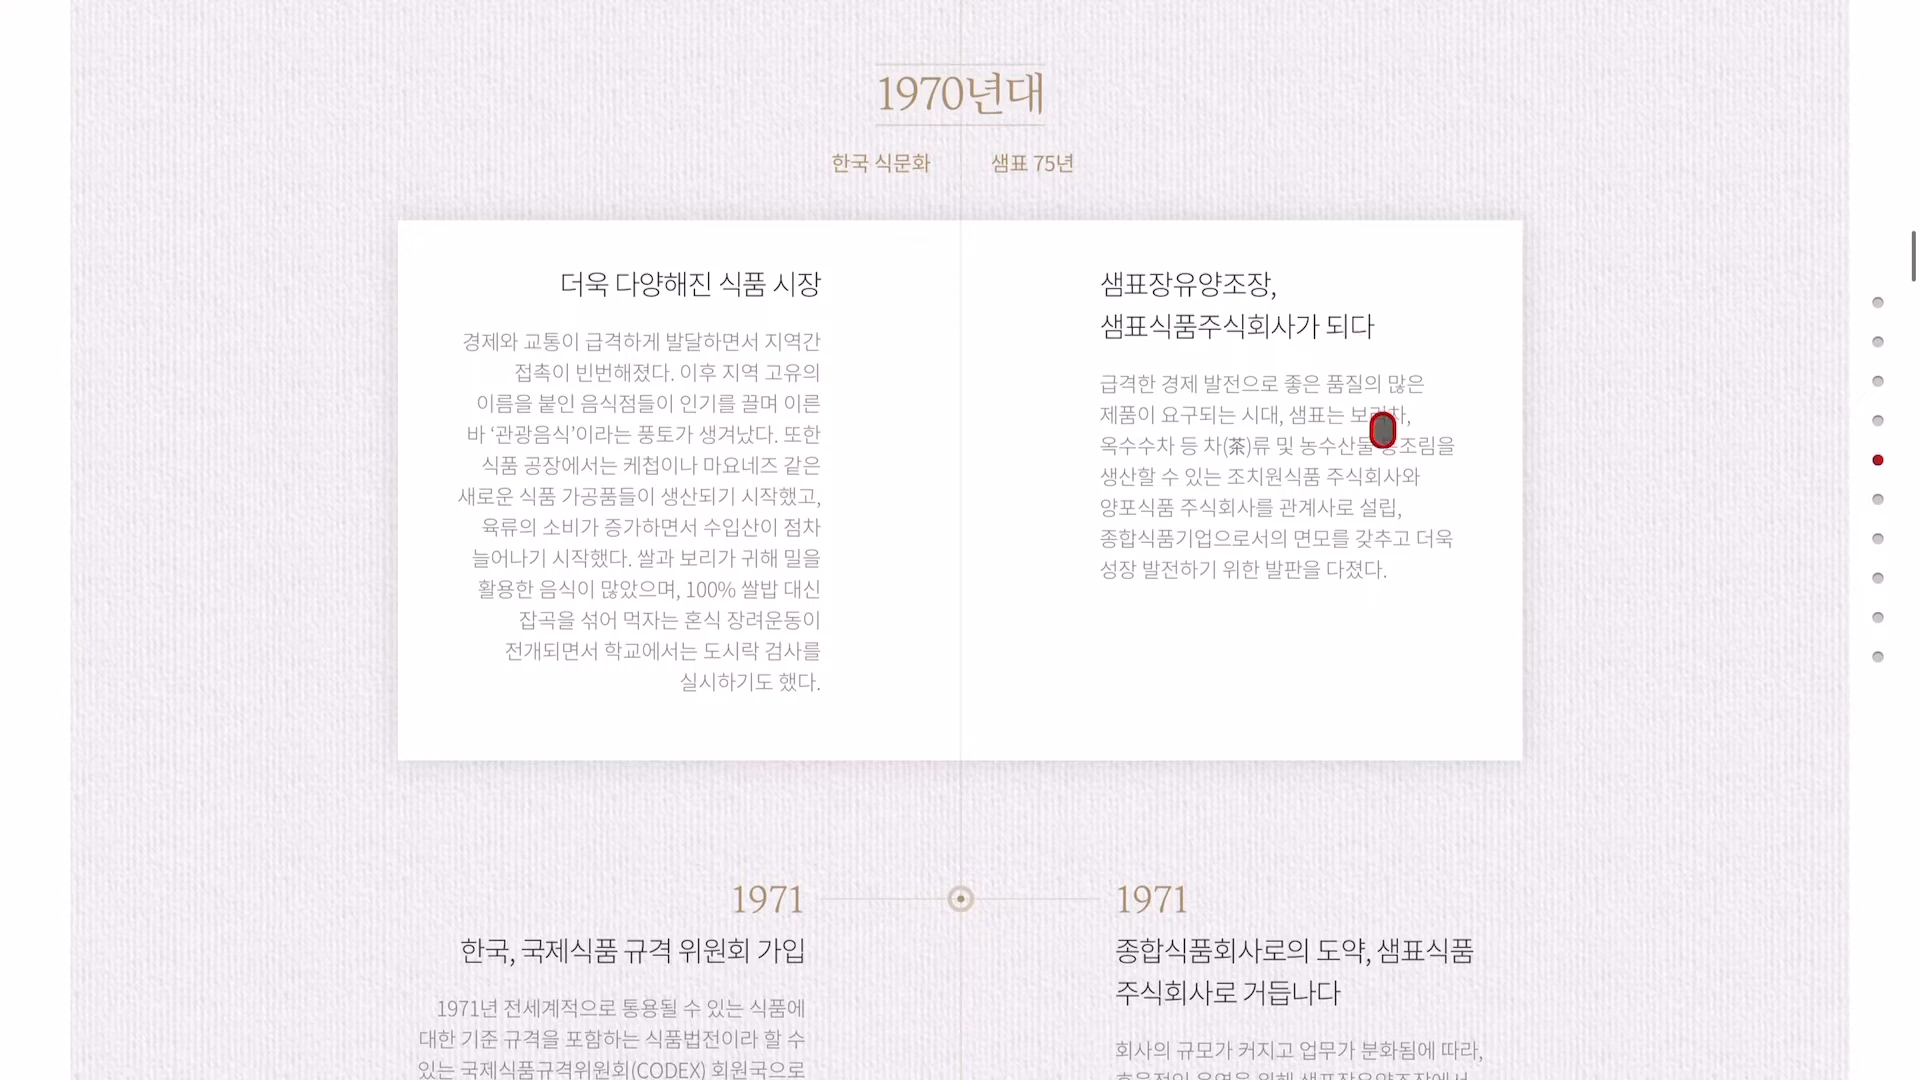 1970년대
한국 식문화
샘표 75년
더욱 다양해진 식품 시장
경제와 교통이 급격하게 발달하면서 지역간
접촉이 빈번해졌다. 이후 지역 고유의
이름을 붙인 음식점들이 인기를 끌며 이른
바 ‘관광음식’이라는 풍토가 생겨났다. 또한
식품 공장에서는 케첩이나 마요네즈 같은
새로운 식품 가공품들이 생산되기 시작했고,
육류의 소비가 증가하면서 수입산이 점차
늘어나기 시작했다. 쌀과 보리가 귀해 밀을
활용한 음식이 많았으며, 100% 쌀밥 대신
잡곡을 섞어 먹자는 혼식 장려운동이
전개되면서 학교에서는 도시락 검사를
실시하기도 했다.
샘표장유양조장,
샘표식품주식회사가 되다
급격한 경제 발전으로 좋은 품질의 많은
제품이 요구되는 시대, 샘표는
옥수수차 등 차(茶)류 및 농수산물
생산할 수 있는 조치원식품 주식회사와
양포식품 주식회사를 관계사로 설립,
종합식품기업으로서의 면모를 갖추고 더욱
성장 발전하기 위한 발판을 다졌다.
1971
한국, 국제식품 규격 위원회 가입
1971년 전세계적으로 통용될 수 있는 식품에
대한 기준 규격을 포함하는 식품법전이라 할 수
있는 국제식품규격위원회(CODEX) 회원국으로
1971
종합식품회사로의 도약, 샘표식품
주식회사로 거듭나다
회사의 규모가 커지고 업무가 분화됨에 따라,